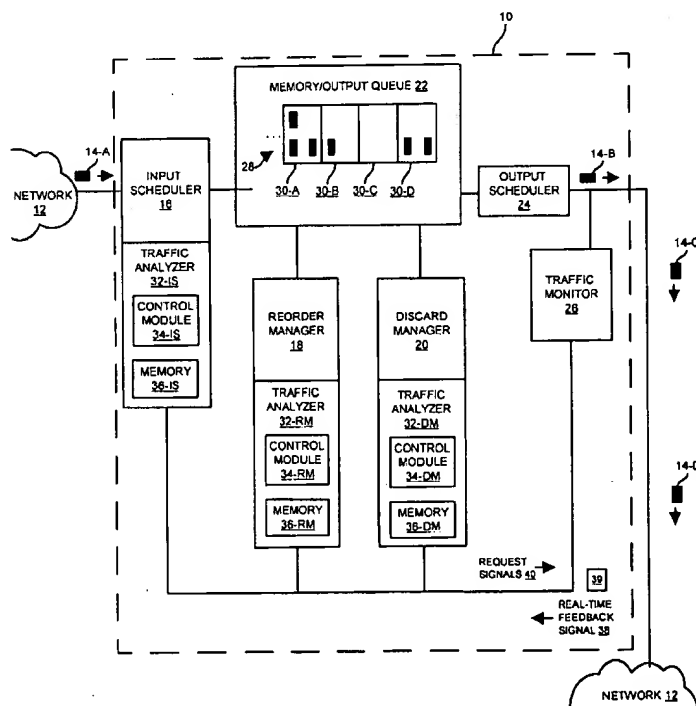 10
MEMORY/OUTPUT QUEUE 22
14-A
14-B
28
INPUT
SCHEDULER
16
OUTPUT
SCHEDULER
24
NETWORK
12
30-A
30-B
30-C
30-D
TRAFFIC
ANALYZER
32-IS
CONTROL
MODULE
34-IS
MEMORY
36-IS
REORDER
MANAGER
18
DISCARD
MANAGER
20
TRAFFIC
MONITOR
26
14-C
TRAFFIC
ANALYZER
32-RM
CONTROL
MODULE
34-RM
MEMORY
36-RM
TRAFFIC
ANALYZER
32-DM
CONTROL
MODULE
34-DM
MEMORY
36-DM
14-D
REQUEST
SIGNALS 40
39
REAL-TIME
FEEDBACK
SIGNAL 38
NETWORK 12